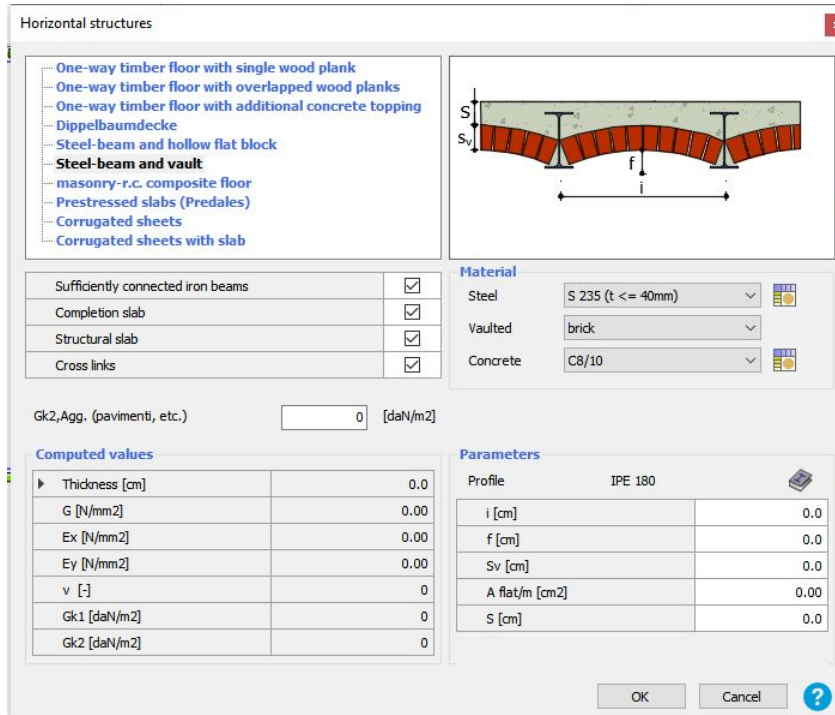 Horizontal structures
One-way timber floor with single wood plank
One-way timber floor with overlapped wood planks
One-way timber floor with additional concrete topping
Dippelbaumdecke
Steel-beam and hollow flat block
Steel-beam and vault
masonry-r.c. composite floor
Prestressed slabs (Predales)
Corrugated sheets
Corrugated sheets with slab
S
Sv
f
i
Sufficiently connected iron beams
Completion slab
Structural slab
Cross links
Material
Steel S 235 (t <= 40mm)
Vaulted brick
Concrete C8/10
Gk2,Agg. (pavimenti, etc.) 0 [daN/m2]
Computed values
Thickness [cm] 0.0
G [N/mm2] 0.00
Ex [N/mm2] 0.00
Ey [N/mm2] 0.00
v [-] 0
Gk1 [daN/m2] 0
Gk2 [daN/m2] 0
Parameters
Profile IPE 180
i [cm] 0.0
f [cm] 0.0
Sv [cm] 0.0
A flat/m [cm2] 0.00
S [cm] 0.0
OK Cancel ?